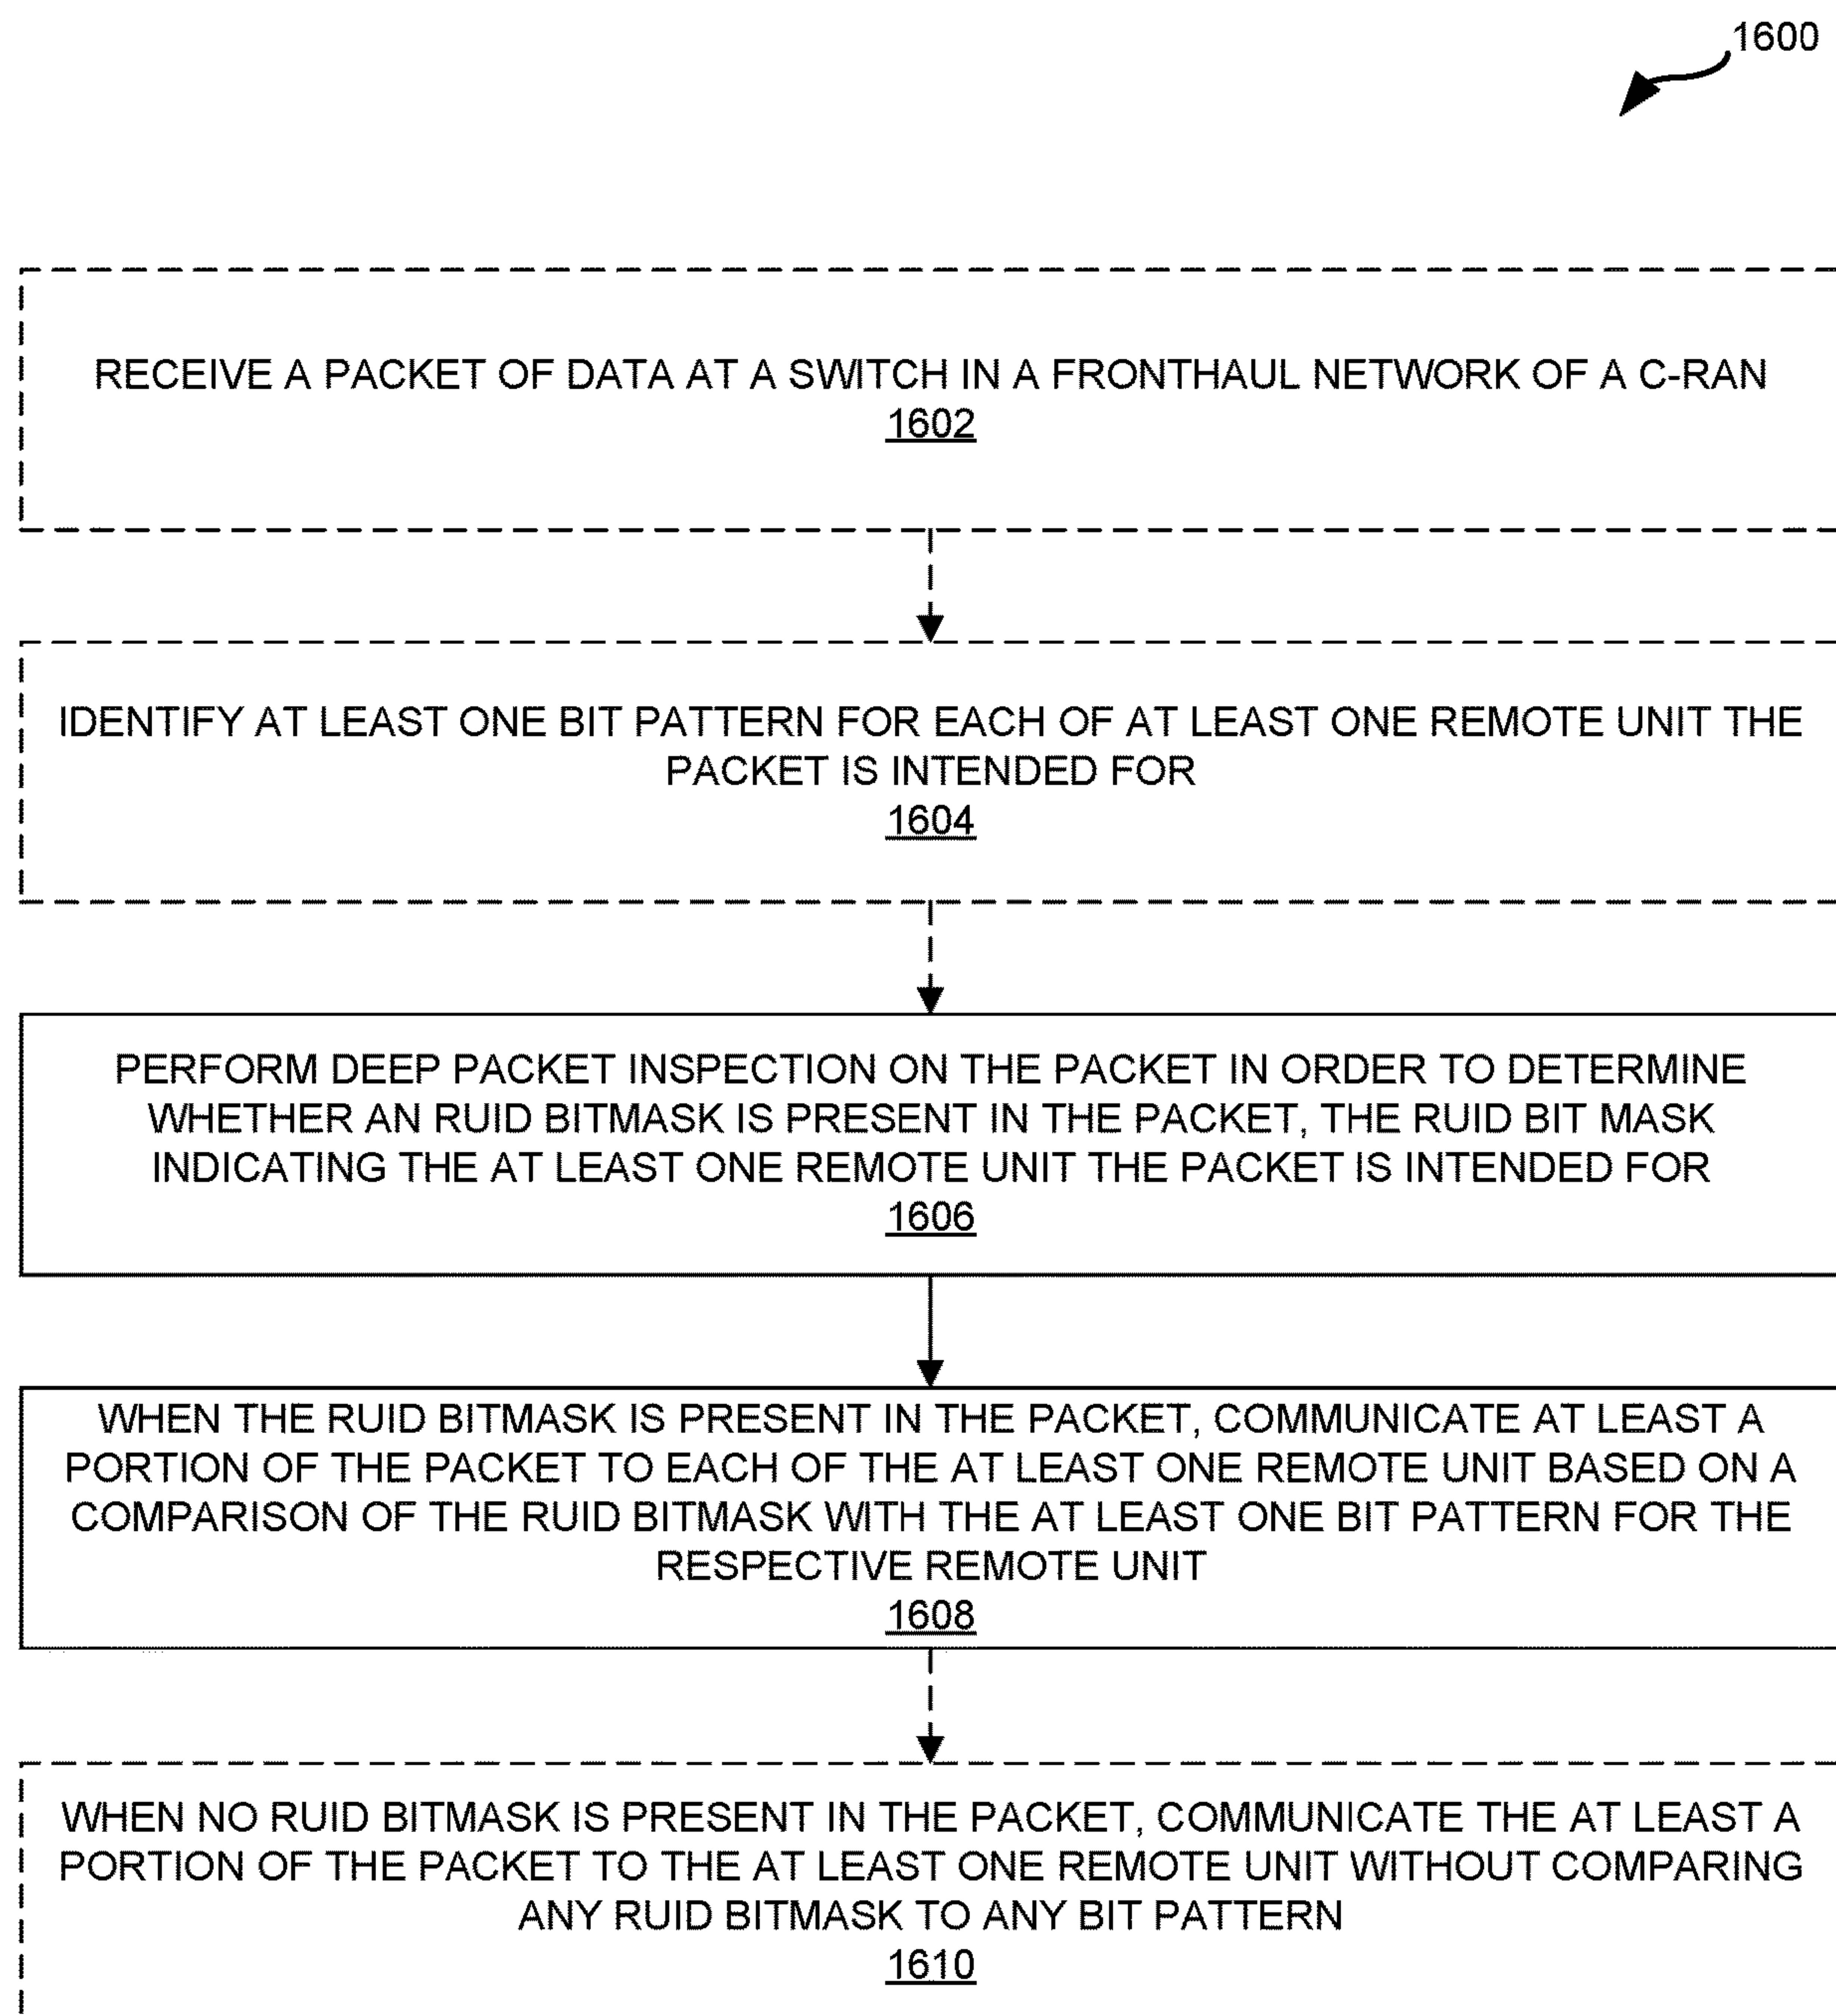 1600
RECEIVE A PACKET OF DATA AT A SWITCH IN A FRONTHAUL NETWORK OF A C-RAN
1602
IDENTIFY AT LEAST ONE BIT PATTERN FOR EACH OF AT LEAST ONE REMOTE UNIT THE
PACKET IS INTENDED FOR
1604
PERFORM DEEP PACKET INSPECTION ON THE PACKET IN ORDER TO DETERMINE
WHETHER AN RUID BITMASK IS PRESENT IN THE PACKET, THE RUID BIT MASK
INDICATING THE AT LEAST ONE REMOTE UNIT THE PACKET IS INTENDED FOR
1606
WHEN THE RUID BITMASK IS PRESENT IN THE PACKET, COMMUNICATE AT LEAST A
PORTION OF THE PACKET TO EACH OF THE AT LEAST ONE REMOTE UNIT BASED ON A
COMPARISON OF THE RUID BITMASK WITH THE AT LEAST ONE BIT PATTERN FOR THE
RESPECTIVE REMOTE UNIT
1608
WHEN NO RUID BITMASK IS PRESENT IN THE PACKET, COMMUNICATE THE AT LEAST A
PORTION OF THE PACKET TO THE AT LEAST ONE REMOTE UNIT WITHOUT COMPARING
ANY RUID BITMASK TO ANY BIT PATTERN
1610